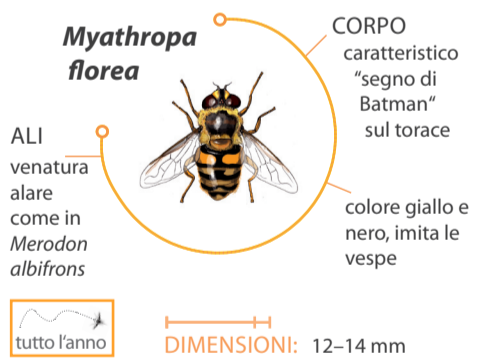 Myathropa
florea
CORPO
caratteristico
“segno di
Batman“
sul torace
ALI
venatura
alare
come in
Merodon
albifrons
colore giallo e
nero, imita le
vespe
tutto l‘anno
DIMENSIONI: 12–14 mm